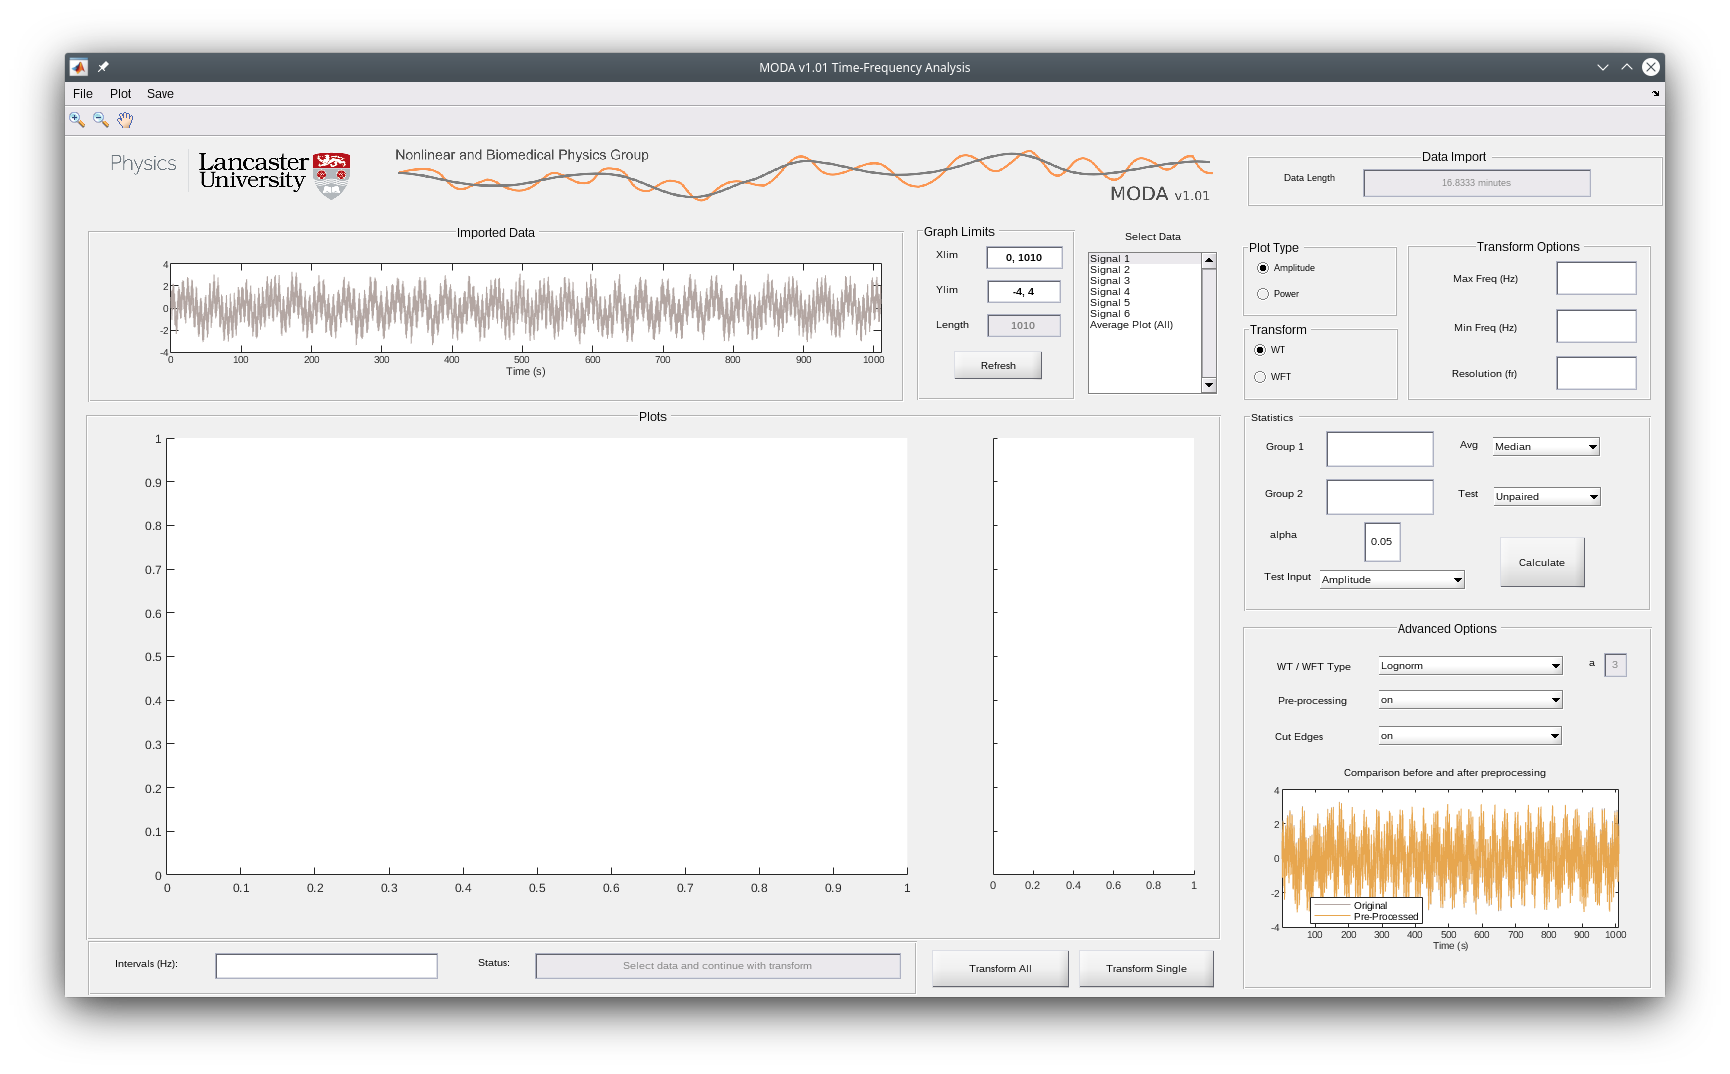 MODA v1.01 Time-Frequency Analysis
File Plot Save
Physics
Lancaster
University
Nonlinear and Biomedical Physics Group
MODA v1.01
Data Import
Data Length 16.8333 minutes
Imported Data
4
2
0
-2
-4
0 100 200 300 400 500 600 700 800 900 1000
Time (s)
Graph Limits
Xlim 0, 1010
Ylim -4, 4
Length 1010
Refresh
Select Data
Signal 1
Signal 2
Signal 3
Signal 4
Signal 5
Signal 6
Average Plot (All)
Plot Type
Amplitude
Power
Transform
WT
WFT
Transform Options
Max Freq (Hz)
Min Freq (Hz)
Resolution (fr)
Plots
1
0.9
0.8
0.7
0.6
0.5
0.4
0.3
0.2
0.1
0
0 0.1 0.2 0.3 0.4 0.5 0.6 0.7 0.8 0.9 1
0 0.2 0.4 0.6 0.8 1
Statistics
Group 1
Avg Median
Group 2
Test Unpaired
alpha 0.05
Test Input Amplitude
Calculate
Advanced Options
WT / WFT Type Lognorm a 3
Pre-processing on
Cut Edges on
Comparison before and after preprocessing
4
2
0
-2
-4
Original
Pre-Processed
100 200 300 400 500 600 700 800 900 1000
Time (s)
Intervals (Hz):
Status: Select data and continue with transform
Transform All
Transform Single